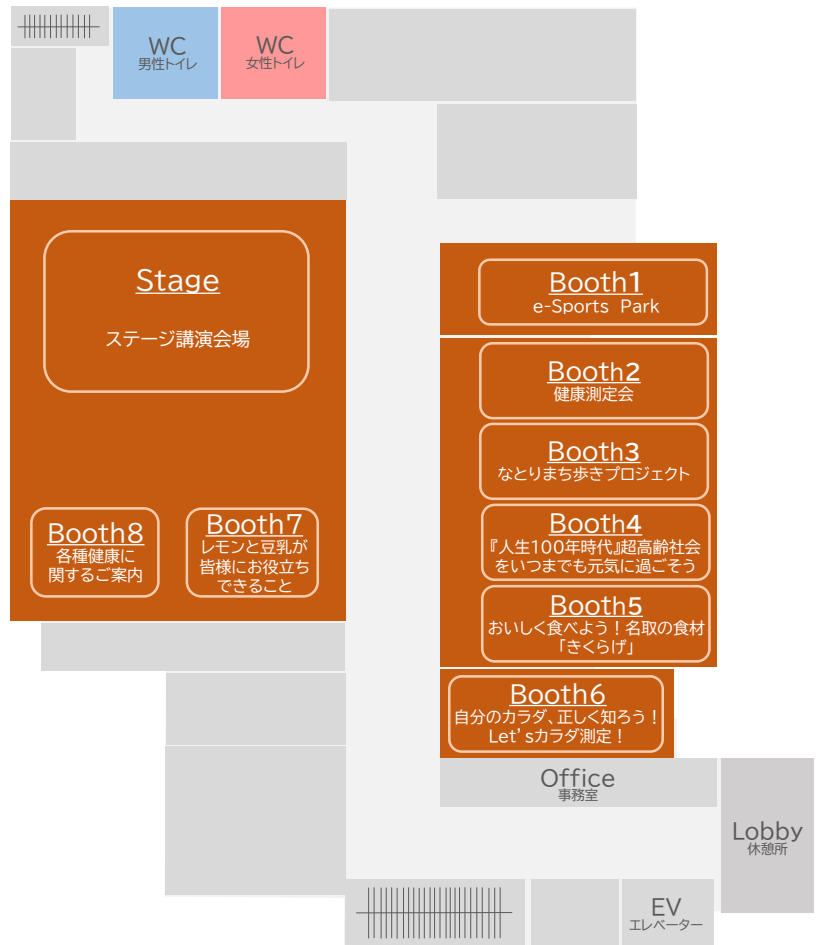 WC
男性トイレ
WC
女性トイレ
Stage
ステージ講演会場
Booth8
各種健康に
関するご案内
Booth7
レモンと豆乳が
皆様にお役立ち
できること
Booth1
e-Sports Park
Booth2
健康測定会
Booth3
なとりまち歩きプロジェクト
Booth4
『人生100年時代』超高齢社会
をいつまでも元気に過ごそう
Booth5
おいしく食べよう！名取の食材
「きくらげ」
Booth6
自分のカラダ、正しく知ろう！
Let’sカラダ測定！
Office
事務室
Lobby
休憩所
EV
エレベーター